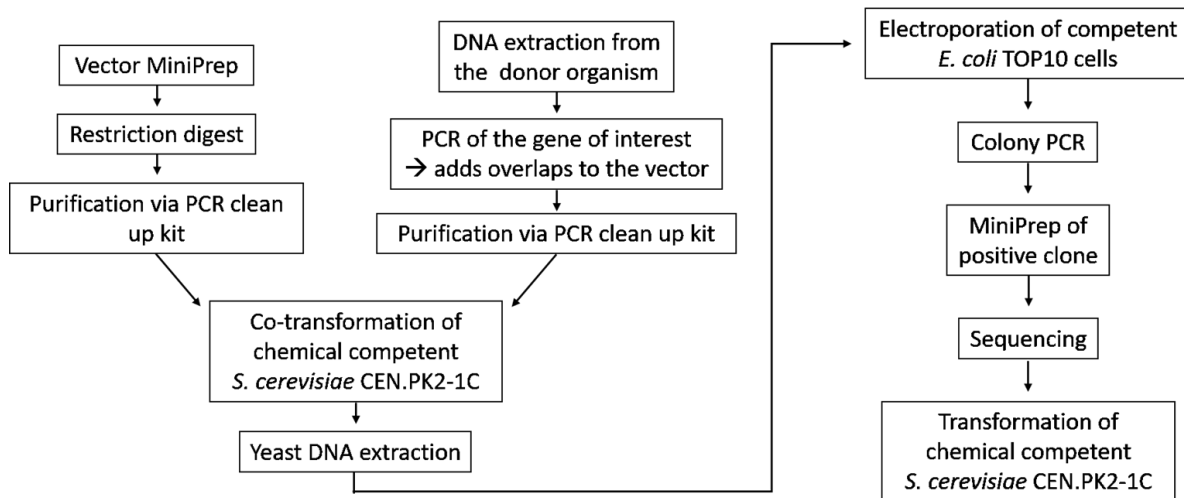 Vector MiniPrep
Restriction digest
Purification via PCR clean
up kit
DNA extraction from
the donor organism
PCR of the gene of interest
→ adds overlaps to the vector
Purification via PCR clean up kit
Co-transformation of
chemical competent
S. cerevisiae CEN.PK2-1C
Yeast DNA extraction
Electroporation of competent
E. coli TOP10 cells
Colony PCR
MiniPrep of
positive clone
Sequencing
Transformation of
chemical competent
S. cerevisiae CEN.PK2-1C